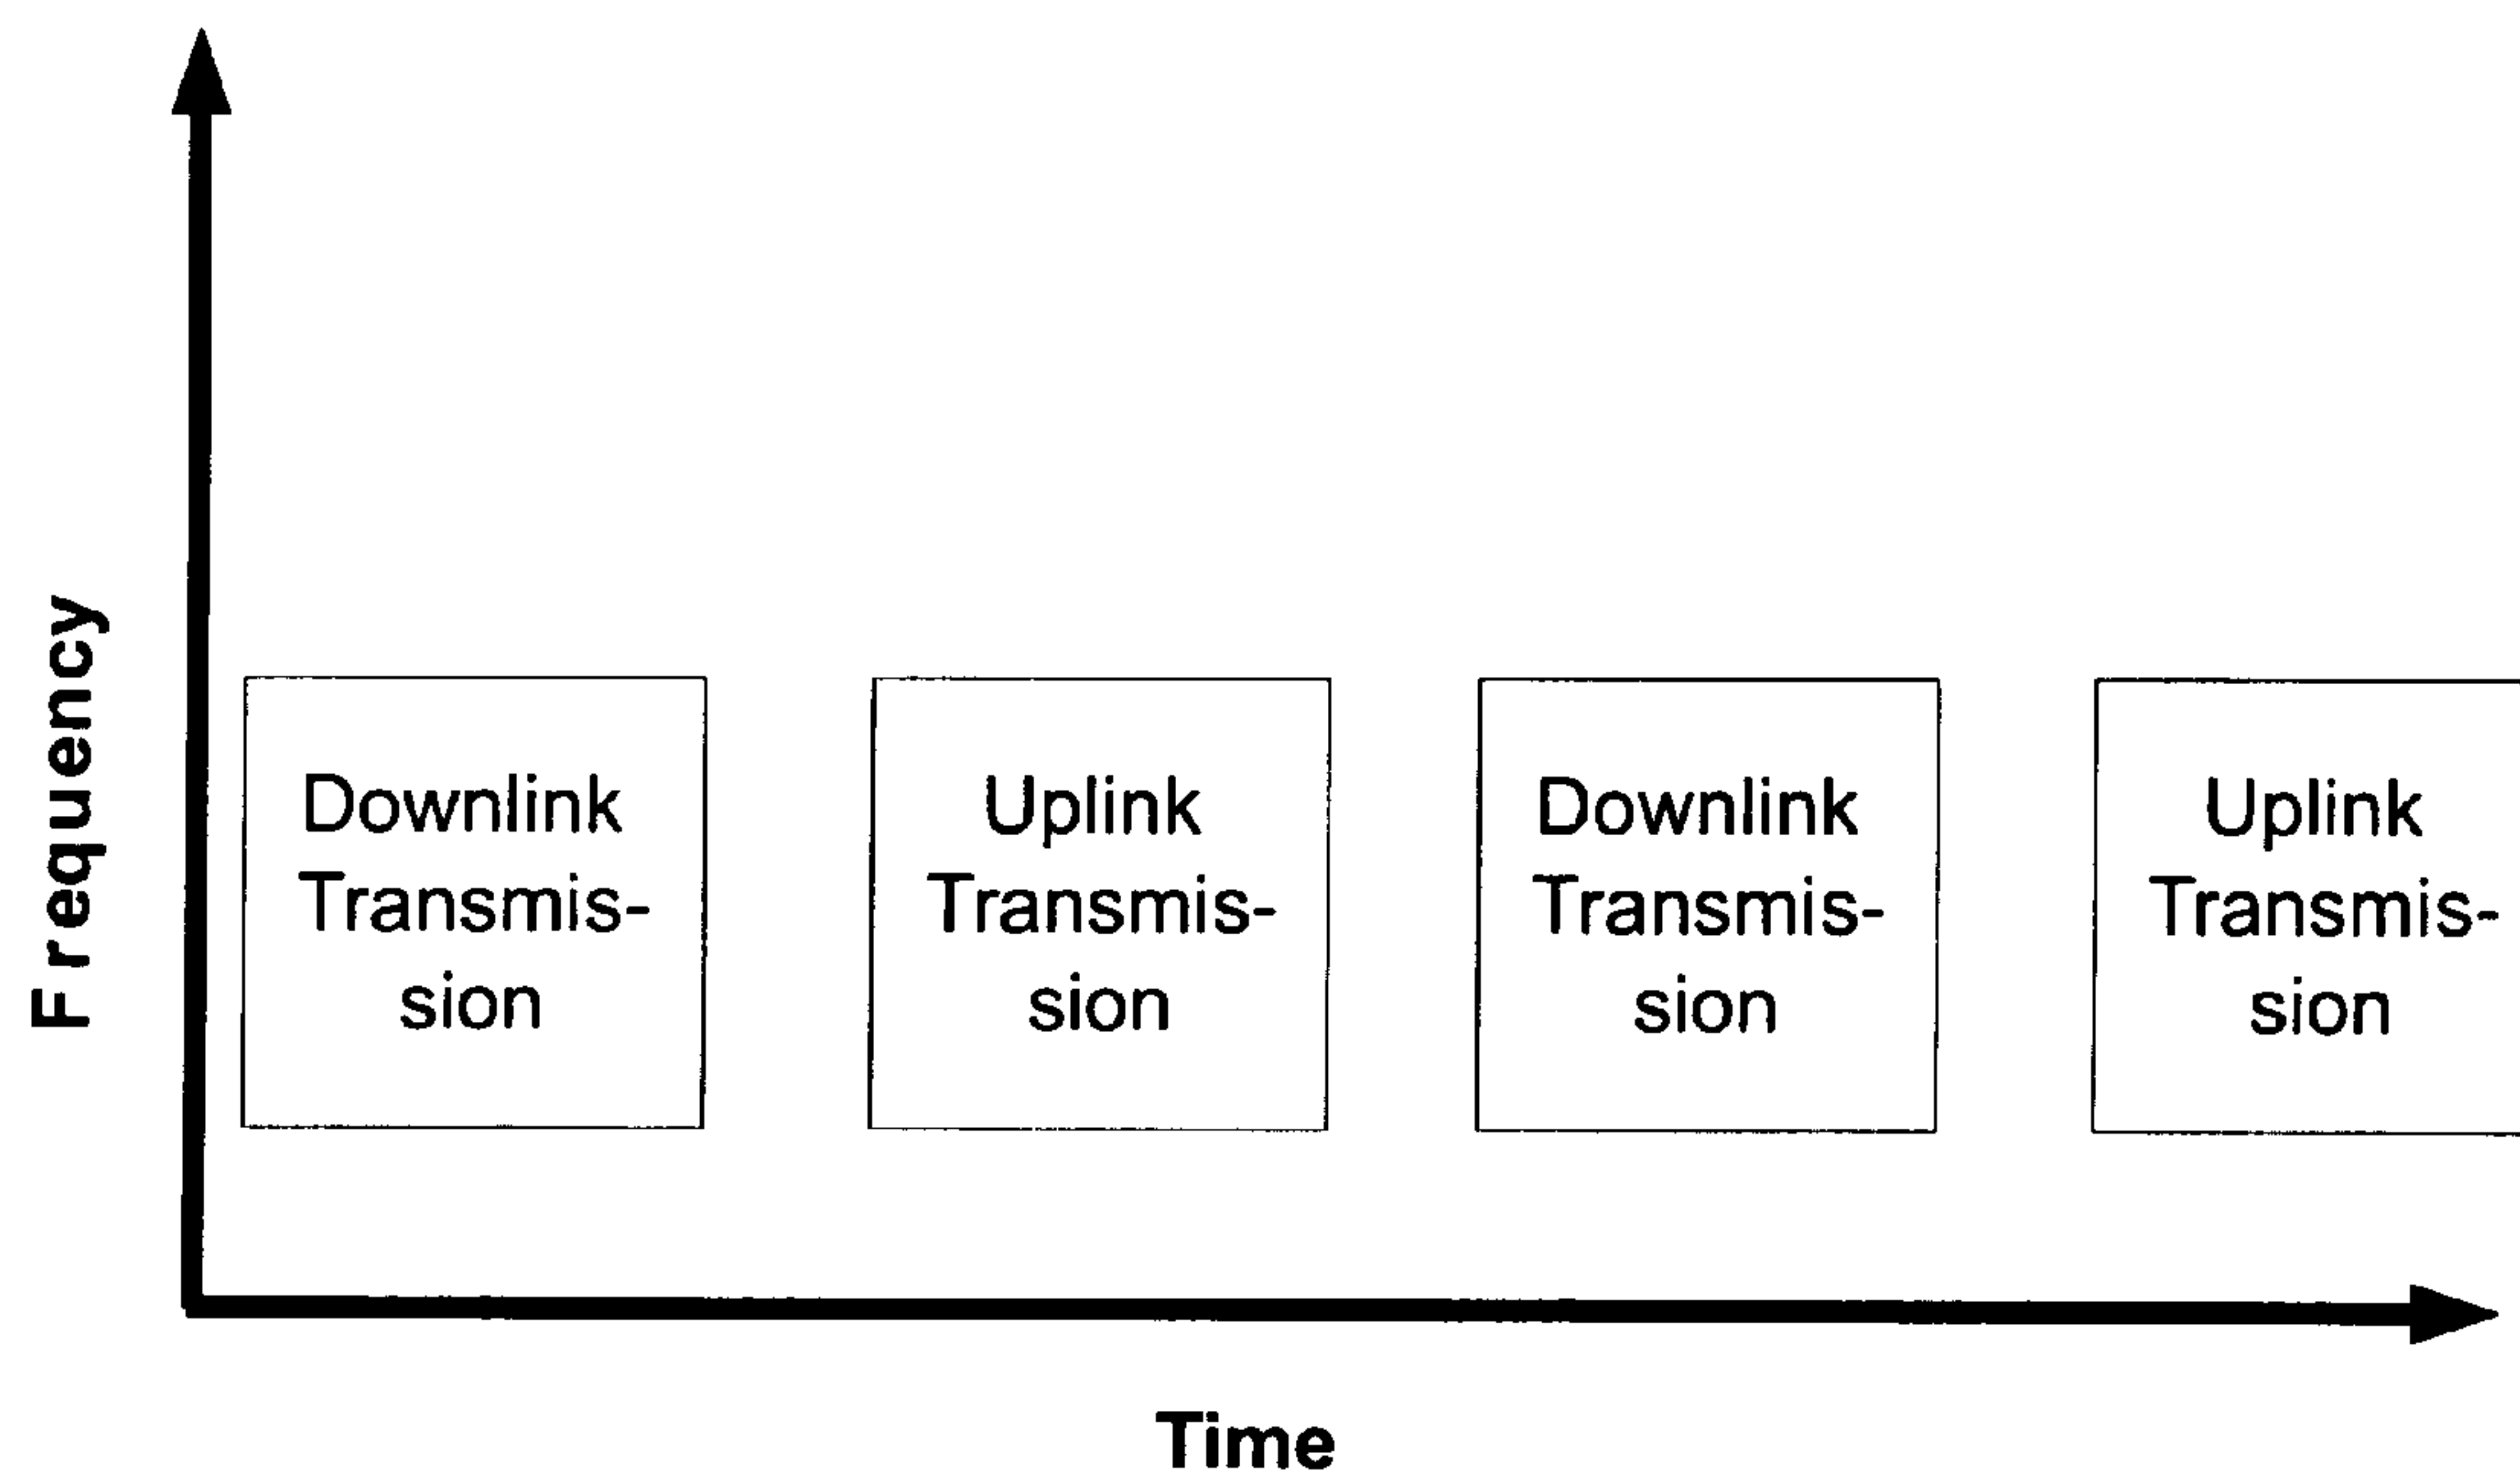 Frequency
Downlink
Transmis-
sion
Uplink
Transmis-
sion
Downlink
Transmis-
sion
Uplink
Transmis-
sion
Time